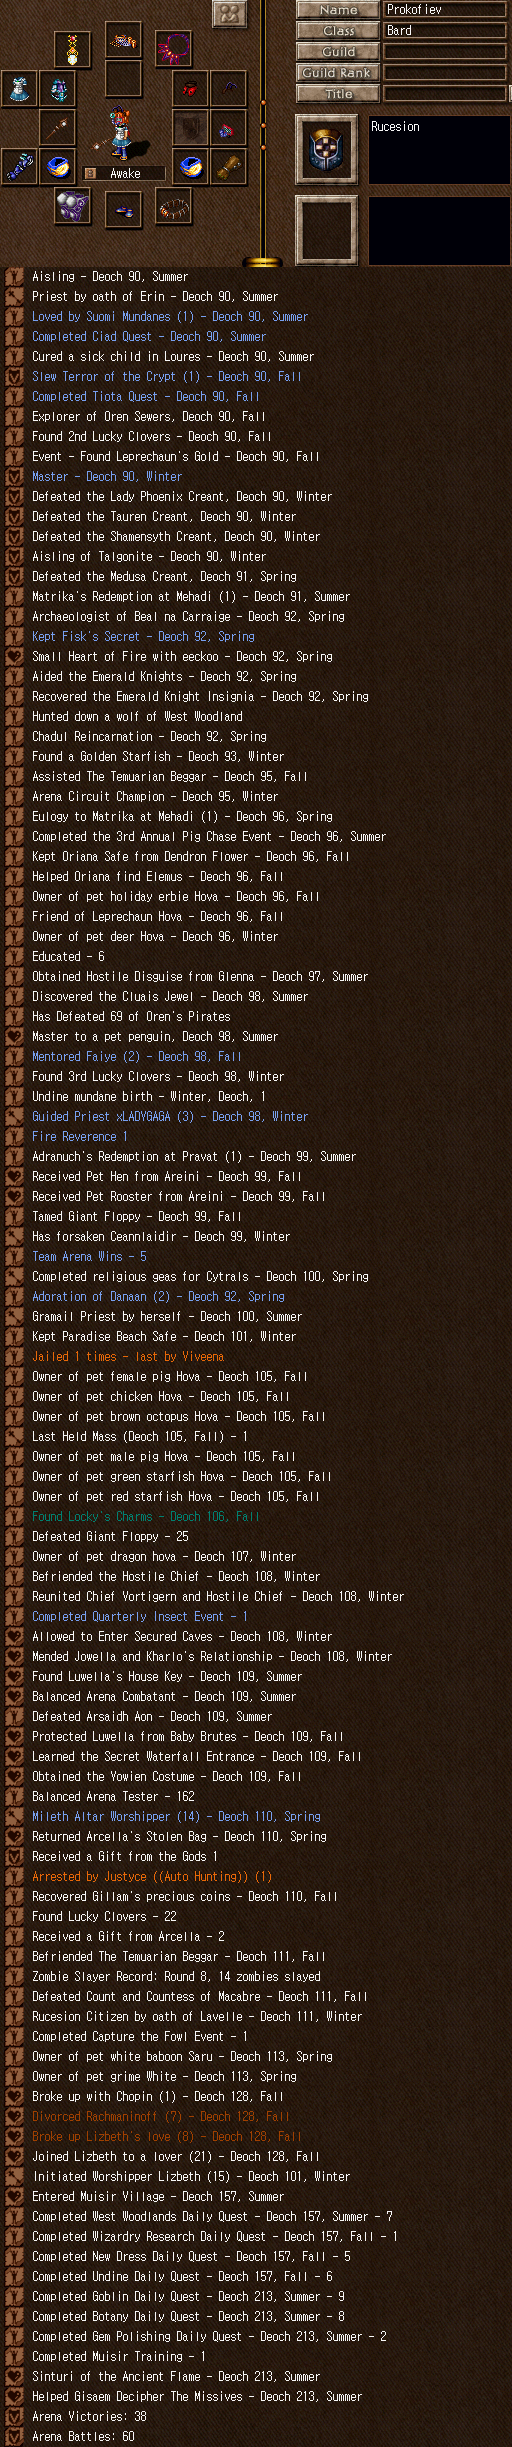 Name
Prokofiev
Class
Bard
Guild
Guild Rank
Title
Rucesion
Awake
Aisling - Deoch 90, Summer
Priest by oath of Erin - Deoch 90, Summer
Loved by Suomi Mundanes (1) - Deoch 90, Summer
Completed Ciad Quest - Deoch 90, Summer
Cured a sick child in Loures - Deoch 90, Summer
Slew Terror of the Crypt (1) - Deoch 90, Fall
Completed Tiota Quest - Deoch 90, Fall
Explorer of Oren Sewers, Deoch 90, Fall
Found 2nd Lucky Clovers - Deoch 90, Fall
Event - Found Leprechaun's Gold - Deoch 90, Fall
Master - Deoch 90, Winter
Defeated the Lady Phoenix Creant, Deoch 90, Winter
Defeated the Tauren Creant, Deoch 90, Winter
Defeated the Shamensyth Creant, Deoch 90, Winter
Aisling of Talgonite - Deoch 90, Winter
Defeated the Medusa Creant, Deoch 91, Spring
Matrika's Redemption at Mehadi (1) - Deoch 91, Summer
Archaeologist of Beal na Carraige - Deoch 92, Spring
Kept Fisk's Secret - Deoch 92, Spring
Small Heart of Fire with eeckoo - Deoch 92, Spring
Aided the Emerald Knights - Deoch 92, Spring
Recovered the Emerald Knight Insignia - Deoch 92, Spring
Hunted down a wolf of West Woodland
Chadul Reincarnation - Deoch 92, Spring
Found a Golden Starfish - Deoch 93, Winter
Assisted The Temuarian Beggar - Deoch 95, Fall
Arena Circuit Champion - Deoch 95, Winter
Eulogy to Matrika at Mehadi (1) - Deoch 96, Spring
Completed the 3rd Annual Pig Chase Event - Deoch 96, Summer
Kept Oriana Safe from Dendron Flower - Deoch 96, Fall
Helped Oriana find Elemus - Deoch 96, Fall
Owner of pet holiday erbie Hova - Deoch 96, Fall
Friend of Leprechaun Hova - Deoch 96, Fall
Owner of pet deer Hova - Deoch 96, Winter
Educated - 6
Obtained Hostile Disguise from Glenna - Deoch 97, Summer
Discovered the Cluais Jewel - Deoch 98, Summer
Has Defeated 69 of Oren's Pirates
Master to a pet penguin, Deoch 98, Summer
Mentored Faiye (2) - Deoch 98, Fall
Found 3rd Lucky Clovers - Deoch 98, Winter
Undine mundane birth - Winter, Deoch, 1
Guided Priest xLADYGAGA (3) - Deoch 98, Winter
Fire Reverence 1
Adranuch's Redemption at Pravat (1) - Deoch 99, Summer
Received Pet Hen from Areini - Deoch 99, Fall
Received Pet Rooster from Areini - Deoch 99, Fall
Tamed Giant Floppy - Deoch 99, Fall
Has forsaken Ceannlaidir - Deoch 99, Winter
Team Arena Wins - 5
Completed religious geas for Cytrals - Deoch 100, Spring
Adoration of Danaan (2) - Deoch 92, Spring
Gramail Priest by herself - Deoch 100, Summer
Kept Paradise Beach Safe - Deoch 101, Winter
Jailed 1 times - last by Viveena
Owner of pet female pig Hova - Deoch 105, Fall
Owner of pet chicken Hova - Deoch 105, Fall
Owner of pet brown octopus Hova - Deoch 105, Fall
Last Held Mass (Deoch 105, Fall) - 1
Owner of pet male pig Hova - Deoch 105, Fall
Owner of pet green starfish Hova - Deoch 105, Fall
Owner of pet red starfish Hova - Deoch 105, Fall
Found Locky's Charms - Deoch 106, Fall
Defeated Giant Floppy - 25
Owner of pet dragon hova - Deoch 107, Winter
Befriended the Hostile Chief - Deoch 108, Winter
Reunited Chief Vortigern and Hostile Chief - Deoch 108, Winter
Completed Quarterly Insect Event - 1
Allowed to Enter Secured Caves - Deoch 108, Winter
Mended Jowella and Kharlo's Relationship - Deoch 108, Winter
Found Luwella's House Key - Deoch 109, Summer
Balanced Arena Combatant - Deoch 109, Summer
Defeated Arsaidh Aon - Deoch 109, Summer
Protected Luwella from Baby Brutes - Deoch 109, Fall
Learned the Secret Waterfall Entrance - Deoch 109, Fall
Obtained the Yowien Costume - Deoch 109, Fall
Balanced Arena Tester - 162
Mileth Altar Worshipper (14) - Deoch 110, Spring
Returned Arcella's Stolen Bag - Deoch 110, Spring
Received a Gift from the Gods 1
Arrested by Justyce ((Auto Hunting)) (1)
Recovered Gillam's precious coins - Deoch 110, Fall
Found Lucky Clovers - 22
Received a Gift from Arcella - 2
Befriended The Temuarian Beggar - Deoch 111, Fall
Zombie Slayer Record: Round 8, 14 zombies slayed
Defeated Count and Countess of Macabre - Deoch 111, Fall
Rucesion Citizen by oath of Lavelle - Deoch 111, Winter
Completed Capture the Fowl Event - 1
Owner of pet white baboon Saru - Deoch 113, Spring
Owner of pet grime White - Deoch 113, Spring
Broke up with Chopin (1) - Deoch 128, Fall
Divorced Rachmaninoff (7) - Deoch 128, Fall
Broke up Lizbeth's love (8) - Deoch 128, Fall
Joined Lizbeth to a lover (21) - Deoch 128, Fall
Initiated Worshipper Lizbeth (15) - Deoch 101, Winter
Entered Muisir Village - Deoch 157, Summer
Completed West Woodlands Daily Quest - Deoch 157, Summer - 7
Completed Wizardry Research Daily Quest - Deoch 157, Fall - 1
Completed New Dress Daily Quest - Deoch 157, Fall - 5
Completed Undine Daily Quest - Deoch 157, Fall - 6
Completed Goblin Daily Quest - Deoch 213, Summer - 9
Completed Botany Daily Quest - Deoch 213, Summer - 8
Completed Gem Polishing Daily Quest - Deoch 213, Summer - 2
Completed Muisir Training - 1
Sinturi of the Ancient Flame - Deoch 213, Summer
Helped Gisaem Decipher The Missives - Deoch 213, Summer
Arena Victories: 38
Arena Battles: 60